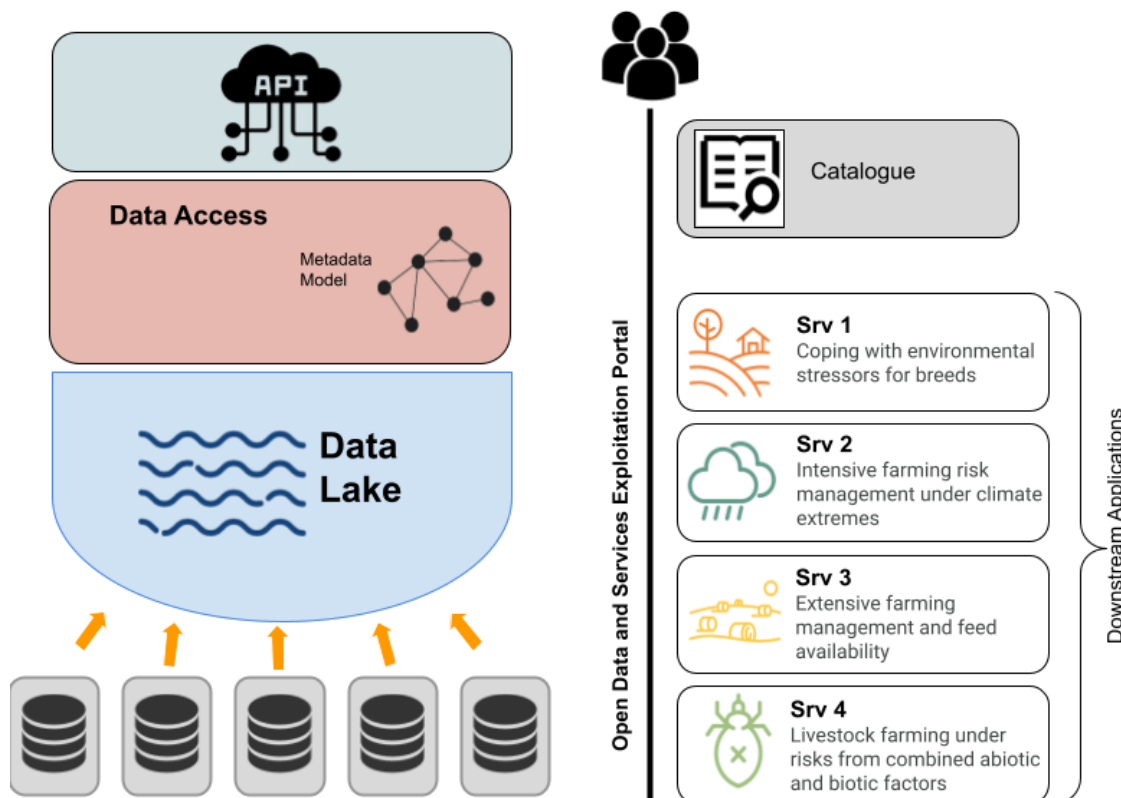 API
Data Access
Metadata
Model
Data
Lake
Open Data and Services Exploitation Portal
Catalogue
Srv 1
Coping with environmental
stressors for breeds
Srv 2
Intensive farming risk
management under climate
extremes
Srv 3
Extensive farming
management and feed
availability
Srv 4
Livestock farming under
risks from combined abiotic
and biotic factors
Downstream Applications